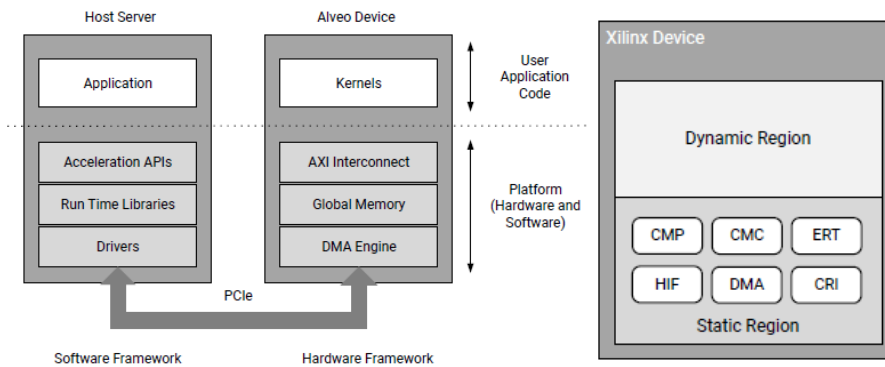 Host Server
Alveo Device
Application
Kernels
User
Application
Code
Acceleration APIs
Run Time Libraries
Drivers
AXI Interconnect
Global Memory
DMA Engine
Platform
(Hardware and
Software)
PCIe
Software Framework
Hardware Framework
Xilinx Device
Dynamic Region
CMP
CMC
ERT
HIF
DMA
CRI
Static Region